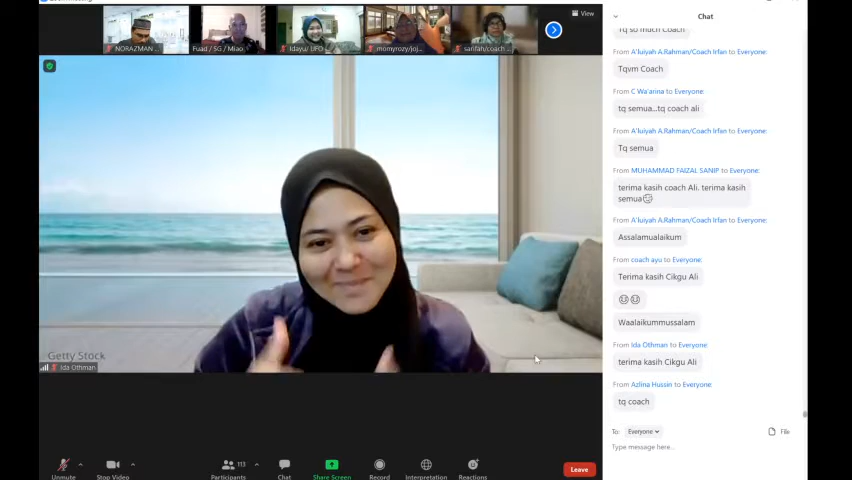 View
NORAZMAN ...
Fuad / SG / Miao
Idayu/ UFO
momyrozy/joj...
sarifah/coach ...
Getty Stock
Ida Othman
Unmute
Stop Video
113
Participants
Chat
Share Screen
Record
Interpretation
Reactions
Leave
Chat
Tq so much Coach
From A'luiyah A.Rahman/Coach Irfan to Everyone:
Tqvm Coach
From C Wa'arina to Everyone:
tq semua...tq coach ali
From A'luiyah A.Rahman/Coach Irfan to Everyone:
Tq semua
From MUHAMMAD FAIZAL SANIP to Everyone:
terima kasih coach Ali. terima kasih
semua
From A'luiyah A.Rahman/Coach Irfan to Everyone:
Assalamualaikum
From coach ayu to Everyone:
Terima kasih Cikgu Ali
Waalaikummussalam
From Ida Othman to Everyone:
terima kasih Cikgu Ali
From Azlina Hussin to Everyone:
tq coach
To: Everyone
File
Type message here...